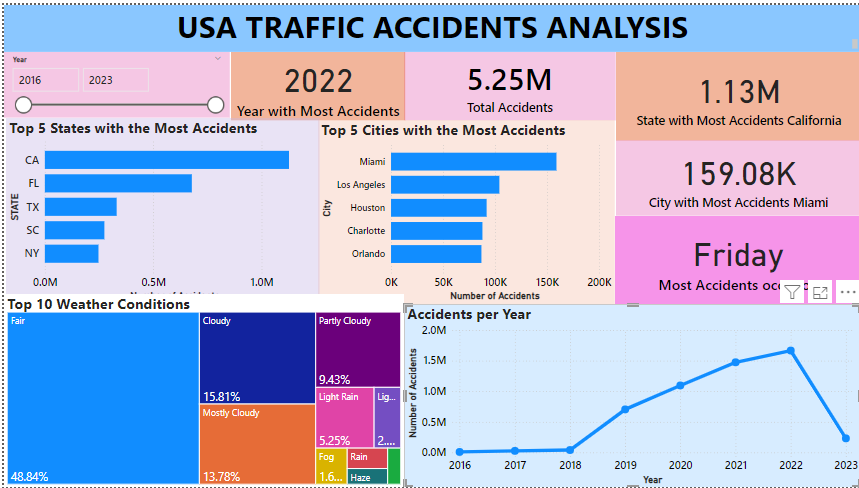 USA TRAFFIC ACCIDENTS ANALYSIS
Year
2016
2023
2022
Year with Most Accidents
5.25M
Total Accidents
1.13M
State with Most Accidents California
159.08K
City with Most Accidents Miami
Friday
Most Accidents
Top 5 States with the Most Accidents
STATE
CA
FL
TX
SC
NY
0.0M
0.5M
1.0M
Top 5 Cities with the Most Accidents
City
Miami
Los Angeles
Houston
Charlotte
Orlando
0K
50K
100K
150K
200K
Number of Accidents
Top 10 Weather Conditions
Fair
48.84%
Cloudy
15.81%
Mostly Cloudy
13.78%
Partly Cloudy
9.43%
Light Rain
5.25%
Lig...
2....
Fog
1.6...
Rain
Haze
Accidents per Year
Number of Accidents
2.0M
1.5M
1.0M
0.5M
0.0M
2016
2017
2018
2019
2020
2021
2022
2023
Year